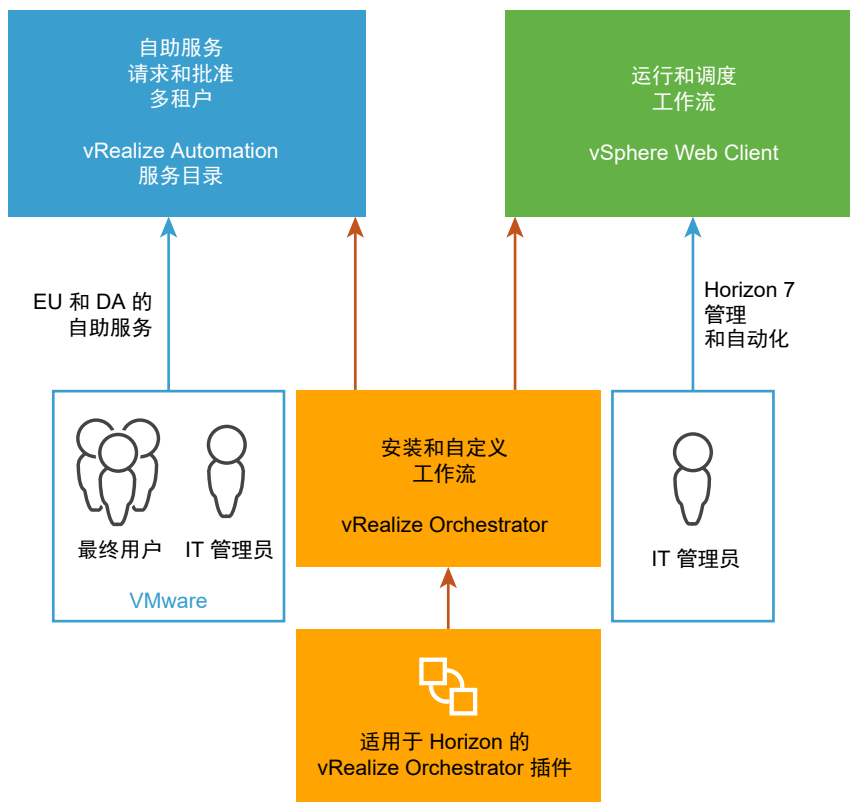 自助服务
请求和批准
多租户
vRealize Automation
服务目录
运行和调度
工作流
vSphere Web Client
EU 和 DA 的
自助服务
Horizon 7
管理
和自动化
最终用户
IT 管理员
VMware
安装和自定义
工作流
vRealize Orchestrator
IT 管理员
适用于 Horizon 的
vRealize Orchestrator 插件